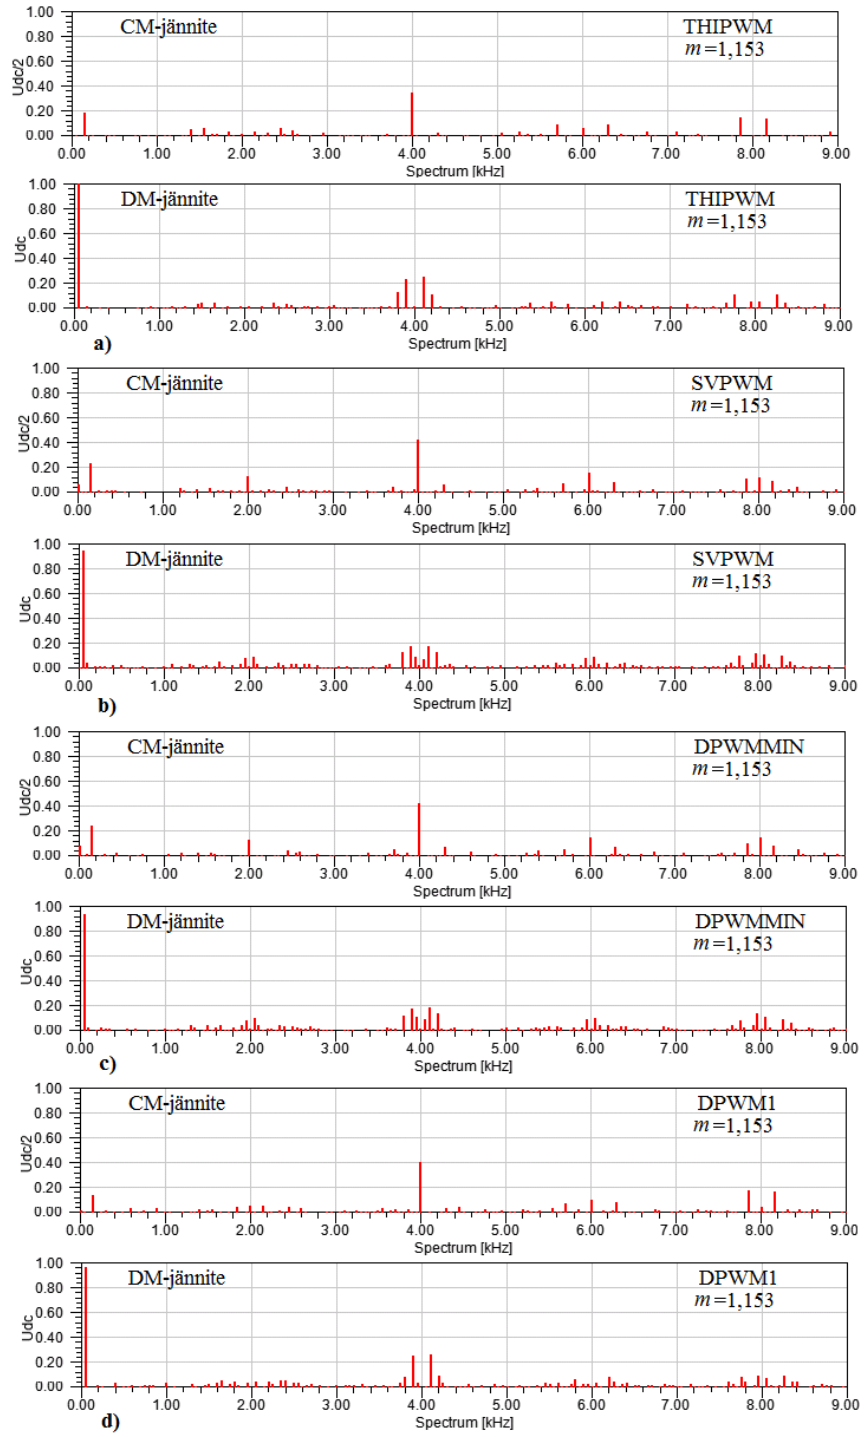 CM-jännite THIPWM
m=1,153
Udc/2
1.00
0.80
0.60
0.40
0.20
0.00
0.00 1.00 2.00 3.00 4.00 5.00 6.00 7.00 8.00 9.00
Spectrum [kHz]
DM-jännite THIPWM
m=1,153
Udc
1.00
0.80
0.60
0.40
0.20
0.00
0.00 1.00 2.00 3.00 4.00 5.00 6.00 7.00 8.00 9.00
Spectrum [kHz]
a)
CM-jännite SVPWM
m=1,153
Udc/2
1.00
0.80
0.60
0.40
0.20
0.00
0.00 1.00 2.00 3.00 4.00 5.00 6.00 7.00 8.00 9.00
Spectrum [kHz]
DM-jännite SVPWM
m=1,153
Udc
1.00
0.80
0.60
0.40
0.20
0.00
0.00 1.00 2.00 3.00 4.00 5.00 6.00 7.00 8.00 9.00
Spectrum [kHz]
b)
CM-jännite DPWMMIN
m=1,153
Udc/2
1.00
0.80
0.60
0.40
0.20
0.00
0.00 1.00 2.00 3.00 4.00 5.00 6.00 7.00 8.00 9.00
Spectrum [kHz]
DM-jännite DPWMMIN
m=1,153
Udc
1.00
0.80
0.60
0.40
0.20
0.00
0.00 1.00 2.00 3.00 4.00 5.00 6.00 7.00 8.00 9.00
Spectrum [kHz]
c)
CM-jännite DPWM1
m=1,153
Udc/2
1.00
0.80
0.60
0.40
0.20
0.00
0.00 1.00 2.00 3.00 4.00 5.00 6.00 7.00 8.00 9.00
Spectrum [kHz]
DM-jännite DPWM1
m=1,153
Udc
1.00
0.80
0.60
0.40
0.20
0.00
0.00 1.00 2.00 3.00 4.00 5.00 6.00 7.00 8.00 9.00
Spectrum [kHz]
d)